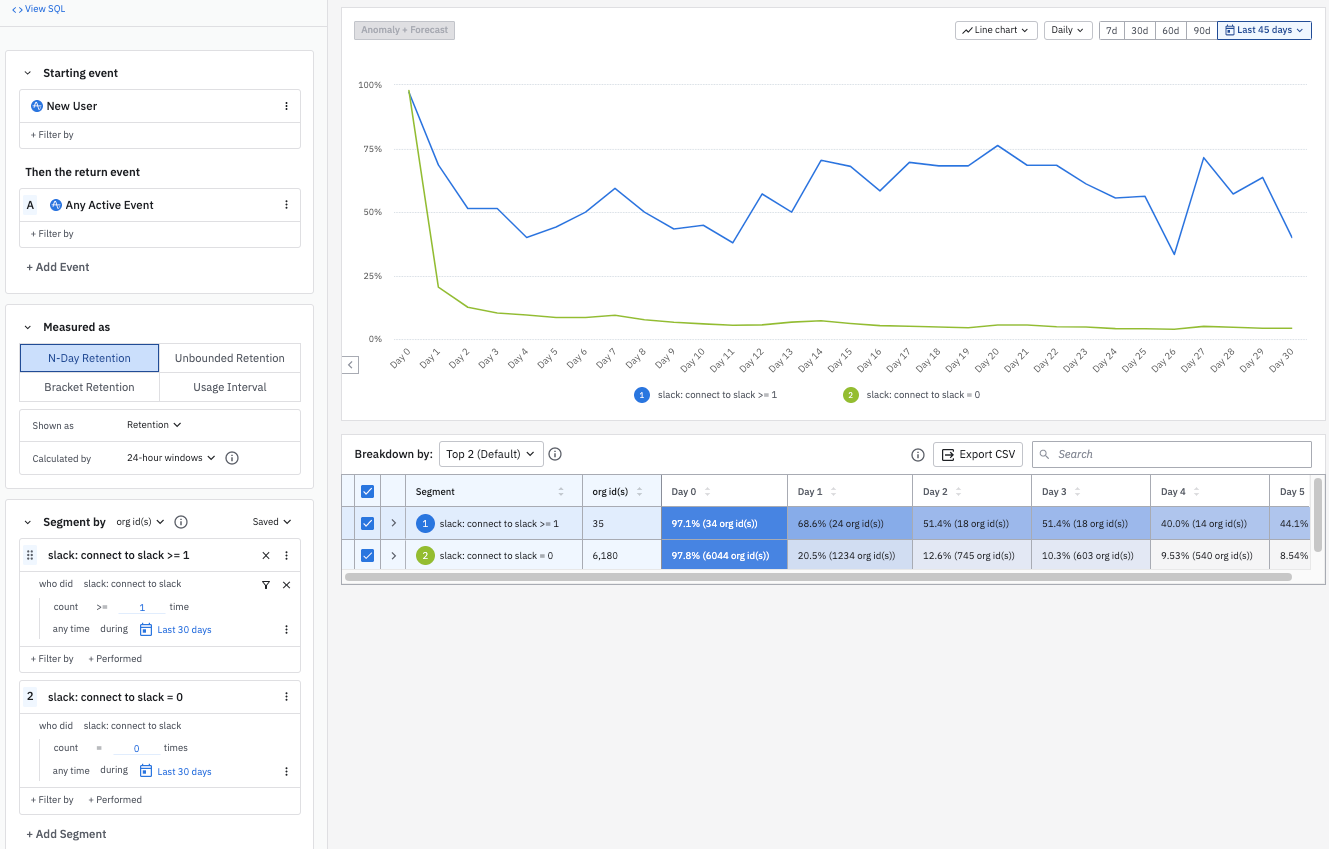 <> View SQL
Starting event
New User
+ Filter by
Then the return event
A Any Active Event
+ Filter by
+ Add Event
Measured as
N-Day Retention Unbounded Retention
Bracket Retention Usage Interval
Shown as Retention
Calculated by 24-hour windows
Segment by org id(s) Saved
slack: connect to slack >= 1
who did slack: connect to slack
count >= 1 time
any time during Last 30 days
+ Filter by + Performed
2 slack: connect to slack = 0
who did slack: connect to slack
count = 0 times
any time during Last 30 days
+ Filter by + Performed
+ Add Segment
Anomaly + Forecast Line chart Daily 7d 30d 60d 90d Last 45 days
100%
75%
50%
25%
0%
Day 0 Day 1 Day 2 Day 3 Day 4 Day 5 Day 6 Day 7 Day 8 Day 9 Day 10 Day 11 Day 12 Day 13 Day 14 Day 15 Day 16 Day 17 Day 18 Day 19 Day 20 Day 21 Day 22 Day 23 Day 24 Day 25 Day 26 Day 27 Day 28 Day 29 Day 30
1 slack: connect to slack >= 1 2 slack: connect to slack = 0
Breakdown by: Top 2 (Default) Export CSV Search
Segment org id(s) Day 0 Day 1 Day 2 Day 3 Day 4 Day 5
1 slack: connect to slack >= 1 35 97.1% (34 org id(s)) 68.6% (24 org id(s)) 51.4% (18 org id(s)) 51.4% (18 org id(s)) 40.0% (14 org id(s)) 44.1%
2 slack: connect to slack = 0 6,180 97.8% (6044 org id(s)) 20.5% (1234 org id(s)) 12.6% (745 org id(s)) 10.3% (603 org id(s)) 9.53% (540 org id(s)) 8.54%